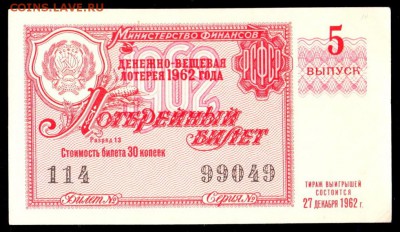 COINS.LAVE.RU
Министерство Финансов
РСФСР
5
ВЫПУСК
1962
ДЕНЕЖНО-ВЕЩЕВАЯ
ЛОТЕРЕЯ 1962 ГОДА
Лотерейный
билет
Разряд 13
Стоимость билета 30 копеек
114 99049
Билет № Серия №
ТИРАЖ ВЫИГРЫШЕЙ
СОСТОИТСЯ
27 ДЕКАБРЯ 1962 г.